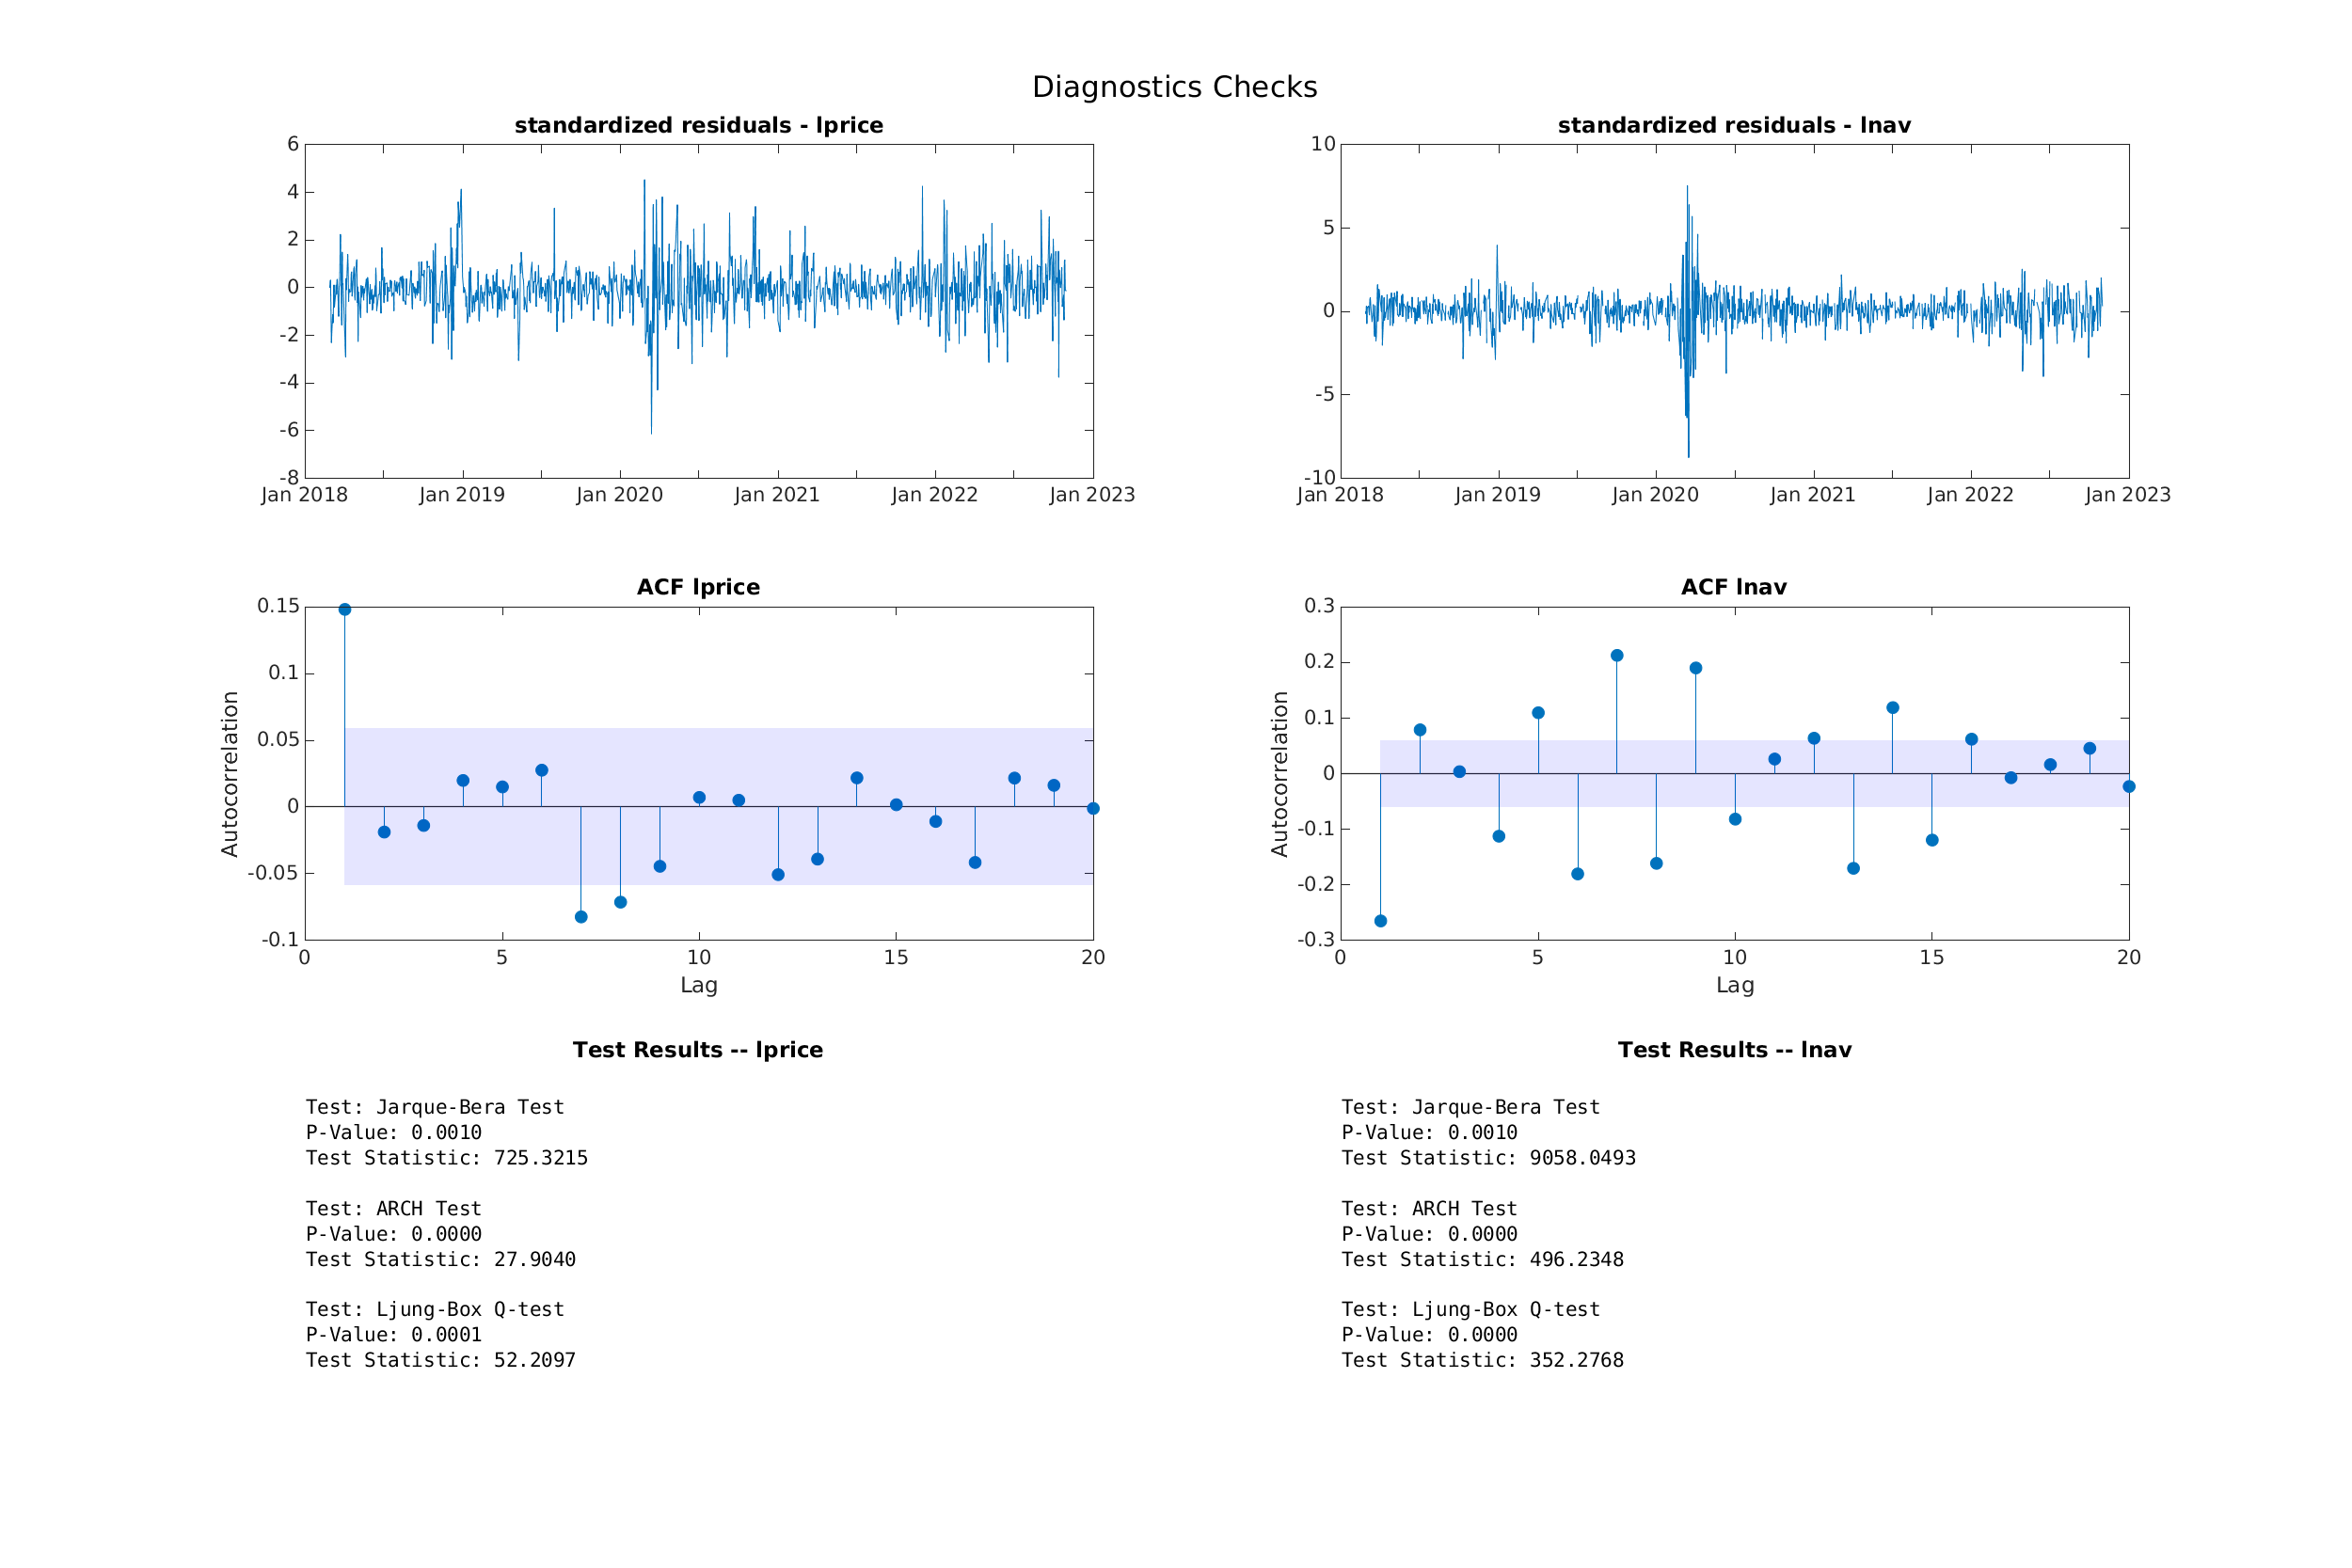 Diagnostics Checks
standardized residuals - lprice
6
4
2
0
-2
-4
-6
-8
Jan 2018 Jan 2019 Jan 2020 Jan 2021 Jan 2022 Jan 2023
standardized residuals - lnav
10
5
0
-5
-10
Jan 2018 Jan 2019 Jan 2020 Jan 2021 Jan 2022 Jan 2023
ACF lprice
Autocorrelation
0.15
0.1
0.05
0
-0.05
-0.1
0 5 10 15 20
Lag
ACF lnav
Autocorrelation
0.3
0.2
0.1
0
-0.1
-0.2
-0.3
0 5 10 15 20
Lag
Test Results -- lprice
Test: Jarque-Bera Test
P-Value: 0.0010
Test Statistic: 725.3215
Test: ARCH Test
P-Value: 0.0000
Test Statistic: 27.9040
Test: Ljung-Box Q-test
P-Value: 0.0001
Test Statistic: 52.2097
Test Results -- lnav
Test: Jarque-Bera Test
P-Value: 0.0010
Test Statistic: 9058.0493
Test: ARCH Test
P-Value: 0.0000
Test Statistic: 496.2348
Test: Ljung-Box Q-test
P-Value: 0.0000
Test Statistic: 352.2768